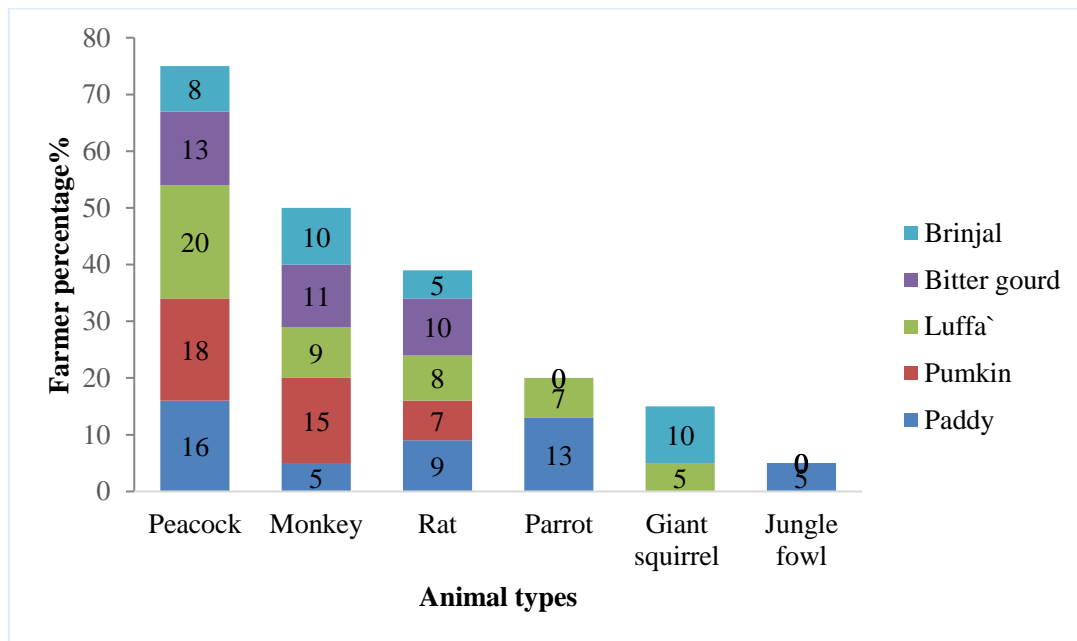 80
70
60
50
40
30
20
10
0
Farmer percentage%
8
13
20
18
16
10
11
9
15
5
5
10
8
7
9
0
7
13
10
5
0
5
Peacock
Monkey
Rat
Parrot
Giant
squirrel
Jungle
fowl
Animal types
Brinjal
Bitter gourd
Luffa`
Pumkin
Paddy